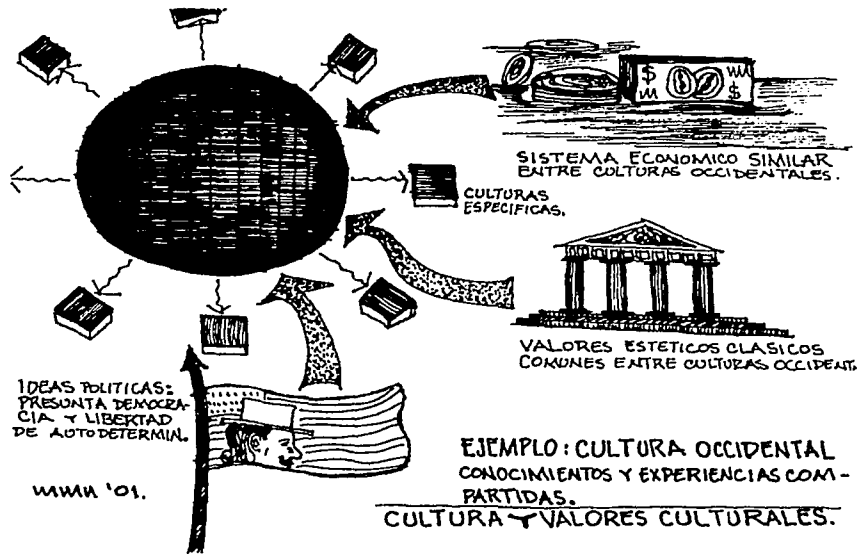 $
$
SISTEMA ECONOMICO SIMILAR
ENTRE CULTURAS OCCIDENTALES.
CULTURAS
ESPECIFICAS.
VALORES ESTETICOS CLASICOS
COMUNES ENTRE CULTURAS OCCIDENT.
IDEAS POLITICAS:
PRESUNTA DEMOCRA-
CIA Y LIBERTAD
DE AUTODETERMIN.
'01.
EJEMPLO: CULTURA OCCIDENTAL
CONOCIMIENTOS Y EXPERIENCIAS COM-
PARTIDAS.
CULTURA Y VALORES CULTURALES.